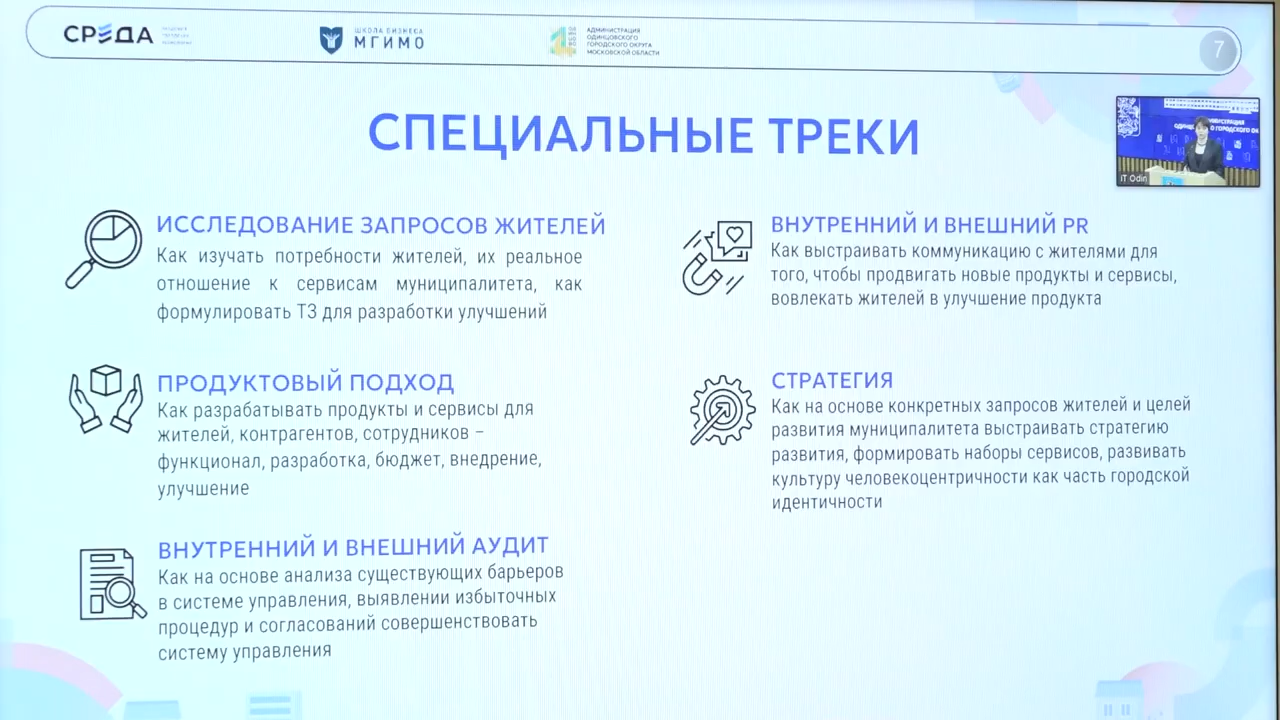 СРЕДА
ШКОЛА БИЗНЕСА
МГИМО
АДМИНИСТРАЦИЯ
ОДИНЦОВСКОГО
ГОРОДСКОГО ОКРУГА
МОСКОВСКОЙ ОБЛАСТИ
7
СПЕЦИАЛЬНЫЕ ТРЕКИ
IT Odin
ИССЛЕДОВАНИЕ ЗАПРОСОВ ЖИТЕЛЕЙ
Как изучать потребности жителей, их реальное
отношение к сервисам муниципалитета, как
формулировать ТЗ для разработки улучшений
ПРОДУКТОВЫЙ ПОДХОД
Как разрабатывать продукты и сервисы для
жителей, контрагентов, сотрудников –
функционал, разработка, бюджет, внедрение,
улучшение
ВНУТРЕННИЙ И ВНЕШНИЙ АУДИТ
Как на основе анализа существующих барьеров
в системе управления, выявлении избыточных
процедур и согласований совершенствовать
систему управления
ВНУТРЕННИЙ И ВНЕШНИЙ PR
Как выстраивать коммуникацию с жителями для
того, чтобы продвигать новые продукты и сервисы,
вовлекать жителей в улучшение продукта
СТРАТЕГИЯ
Как на основе конкретных запросов жителей и целей
развития муниципалитета выстраивать стратегию
развития, формировать наборы сервисов, развивать
культуру человекоцентричности как часть городской
идентичности